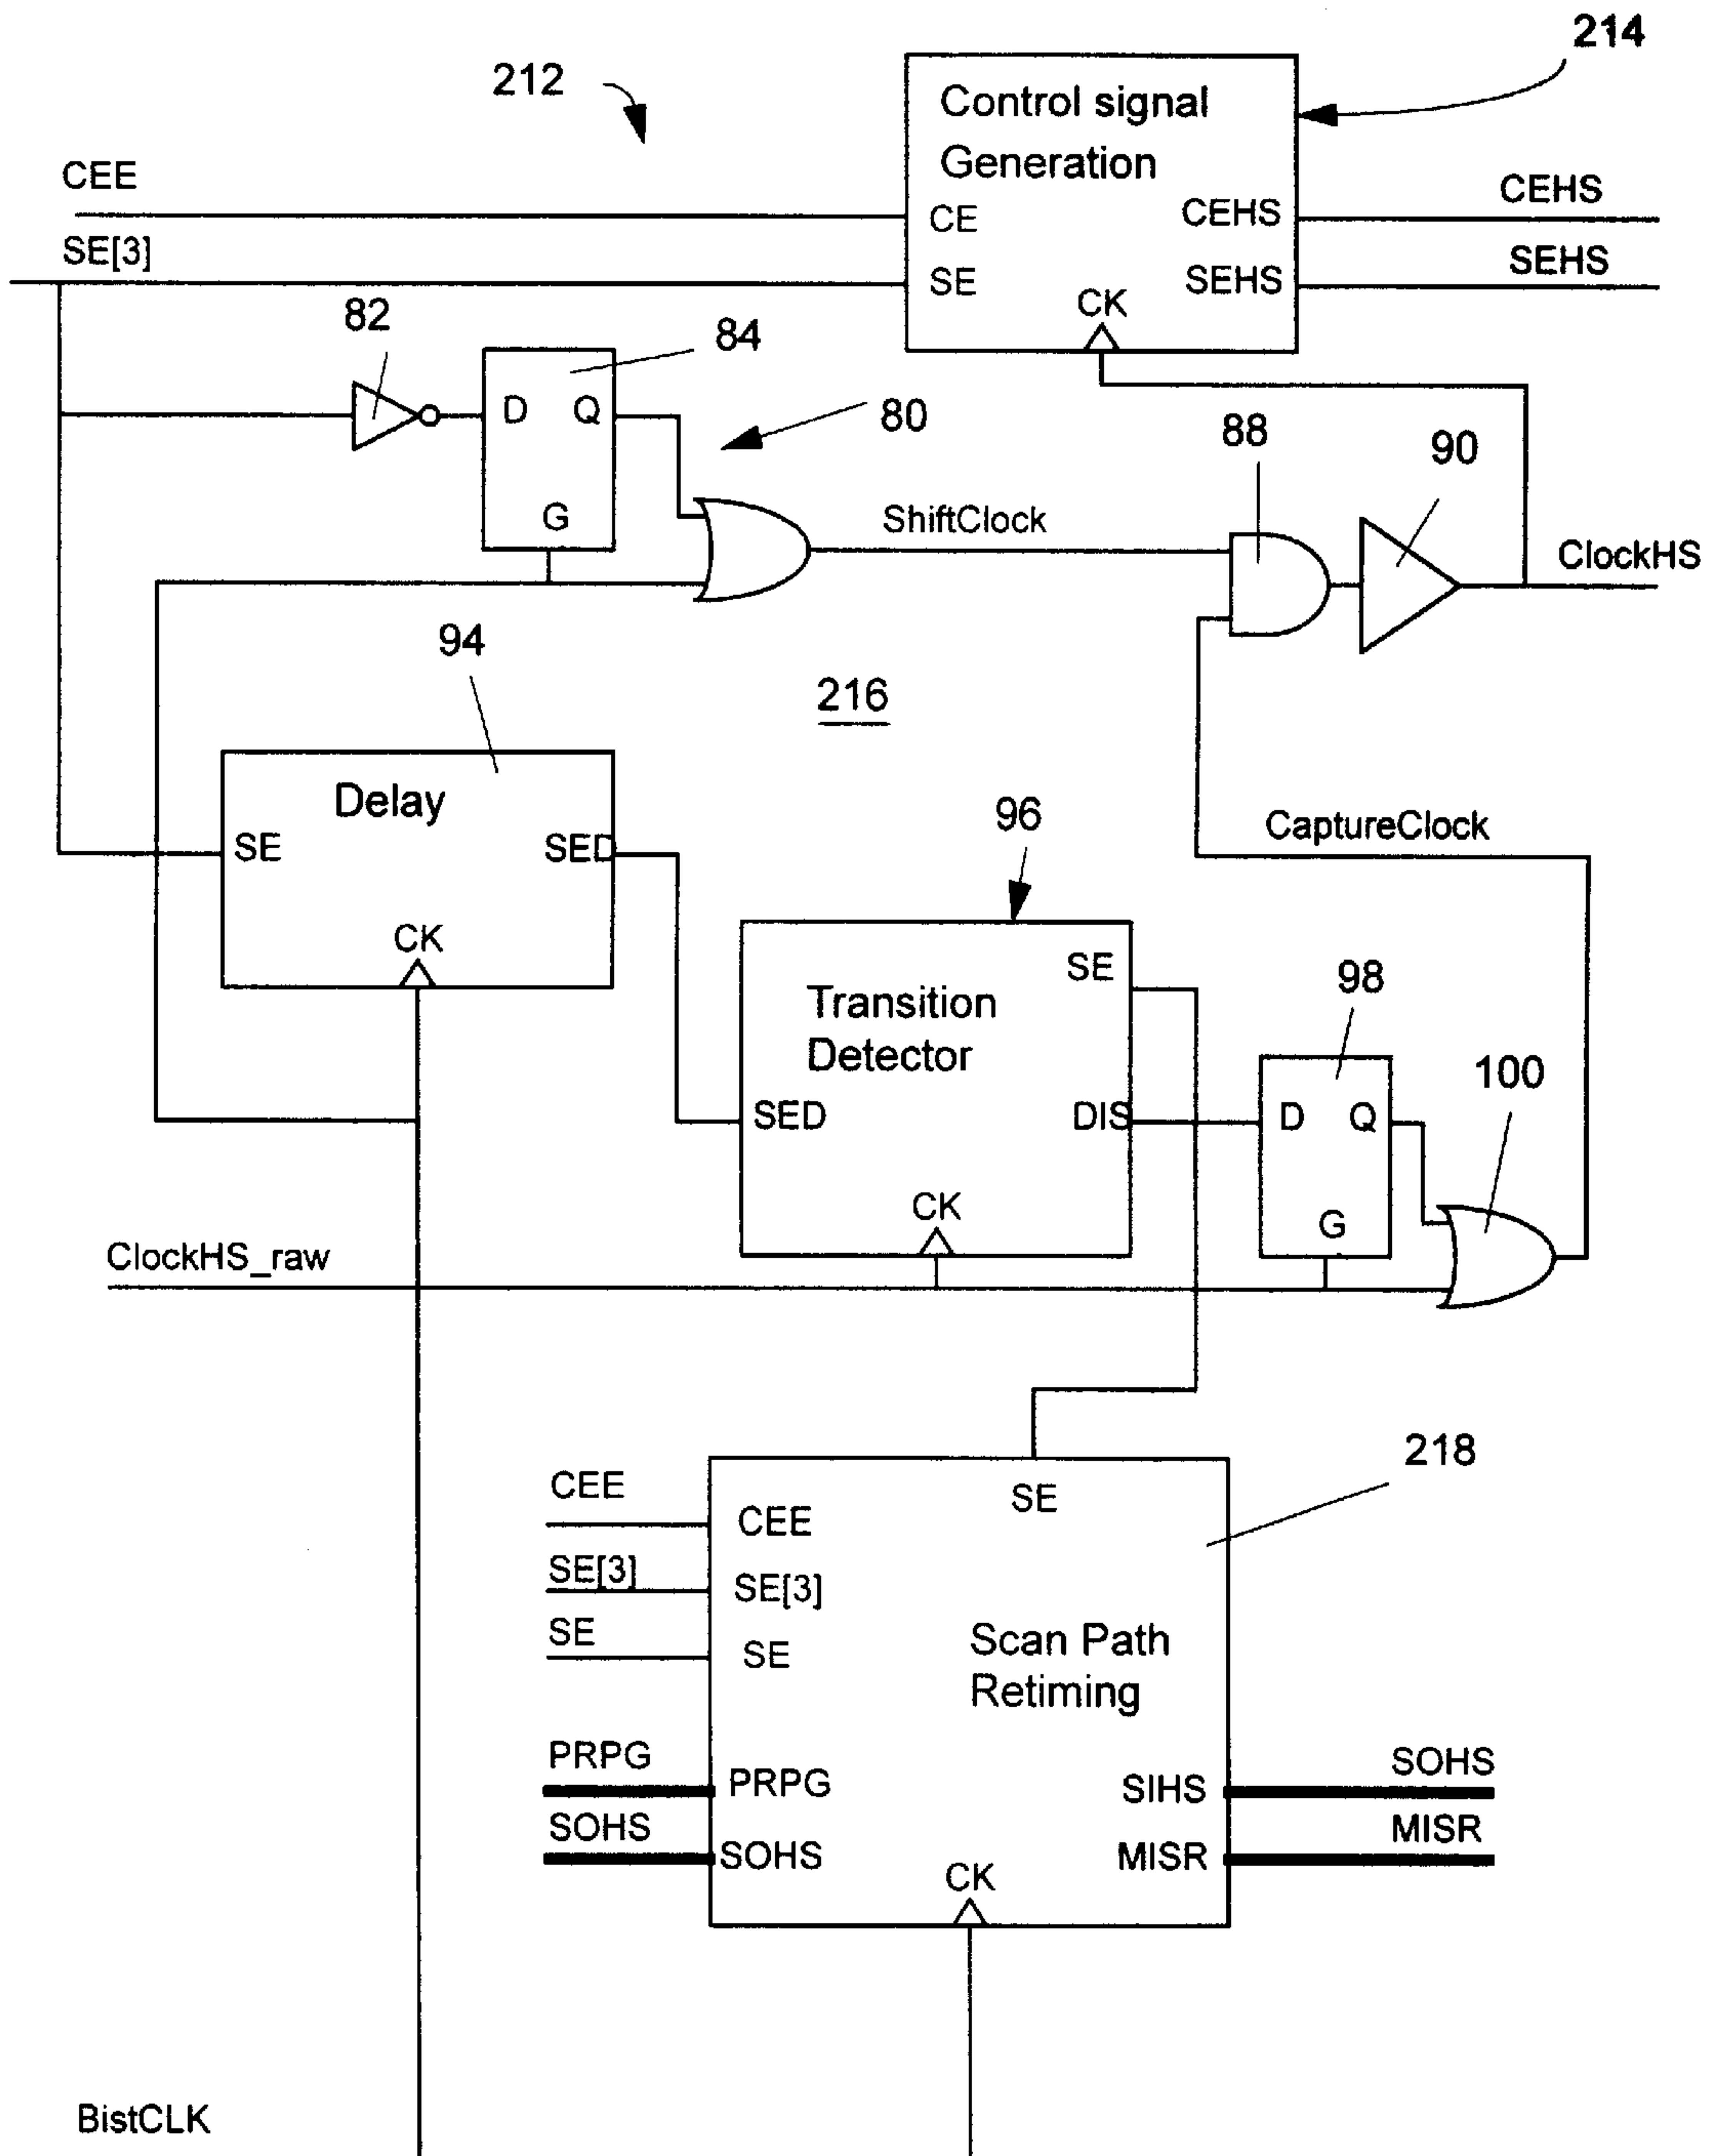 214
212
Control signal
Generation
CEE
CE
CEHS
CEHS
SE[3]
SE
SEHS
SEHS
CK
82
84
D
Q
80
88
90
G
ShiftClock
ClockHS
94
216
Delay
SE
SED
96
CaptureClock
CK
SE
Transition
Detector
98
100
SED
DIS
D
Q
CK
G
ClockHS_raw
218
CEE
SE
CEE
SE[3]
SE[3]
SE
SE
Scan Path
Retiming
PRPG
PRPG
SIHS
SOHS
SOHS
SOHS
MISR
MISR
CK
BistCLK